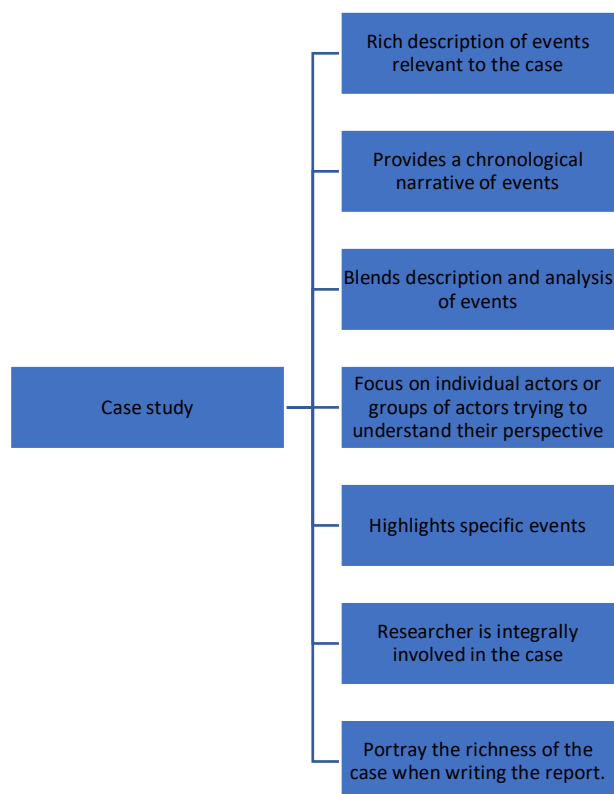 Rich description of events
relevant to the case
Provides a chronological
narrative of events
Blends description and analysis
of events
Case study
Focus on individual actors or
groups of actors trying to
understand their perspective
Highlights specific events
Researcher is integrally
involved in the case
Portray the richness of the
case when writing the report.